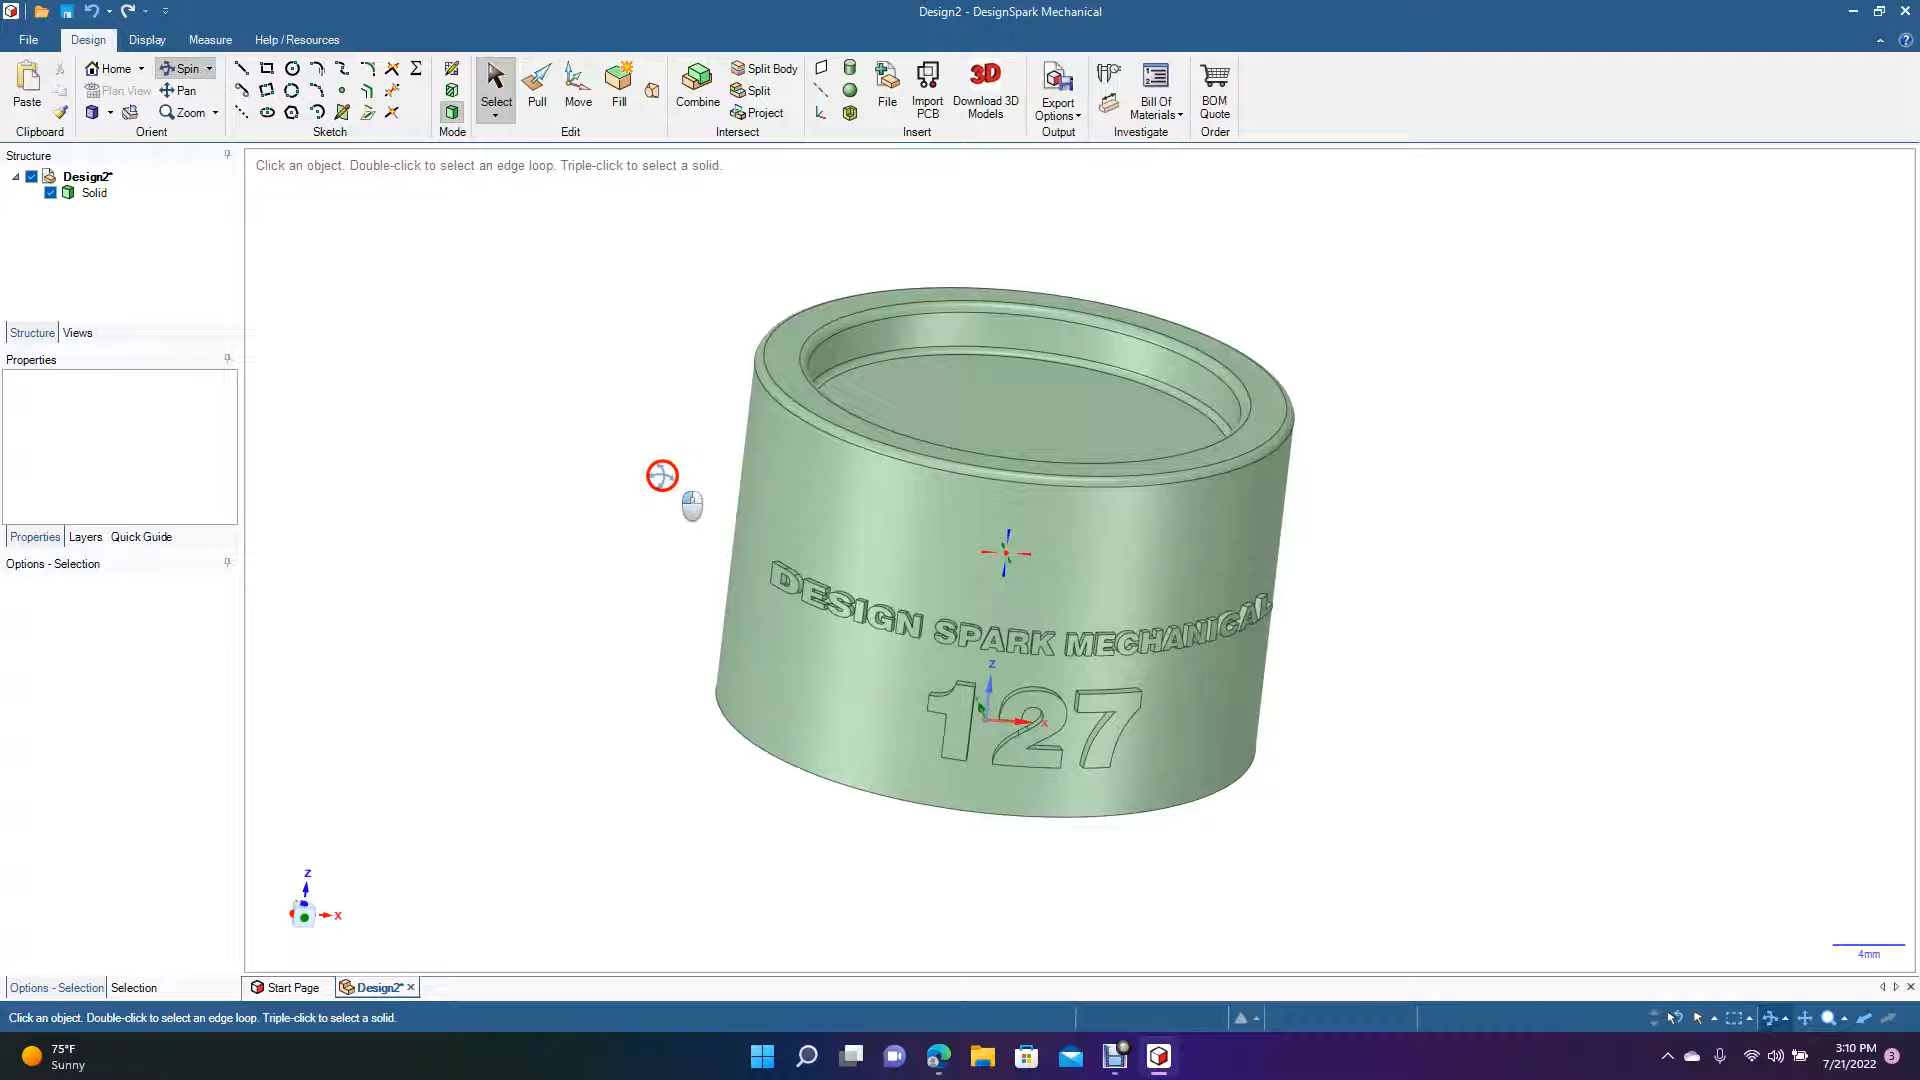 Design2 - DesignSpark Mechanical
File Design Display Measure Help / Resources
Paste
Clipboard
Home Spin
Plan View Pan
Zoom
Orient
Sketch
Mode
Select Pull Move Fill
Edit
Combine
Split Body
Split
Project
Intersect
File
Import PCB
3D
Download 3D Models
Insert
Export Options
Output
Bill Of Materials
Investigate
BOM Quote
Order
Structure
Design2*
Solid
Structure Views
Properties
Properties Layers Quick Guide
Options - Selection
Options - Selection Selection
Click an object. Double-click to select an edge loop. Triple-click to select a solid.
DESIGN SPARK MECHANICAL
127
Z
X
Z
X
4mm
Start Page Design2*
Click an object. Double-click to select an edge loop. Triple-click to select a solid.
75°F
Sunny
3:10 PM
7/21/2022
3